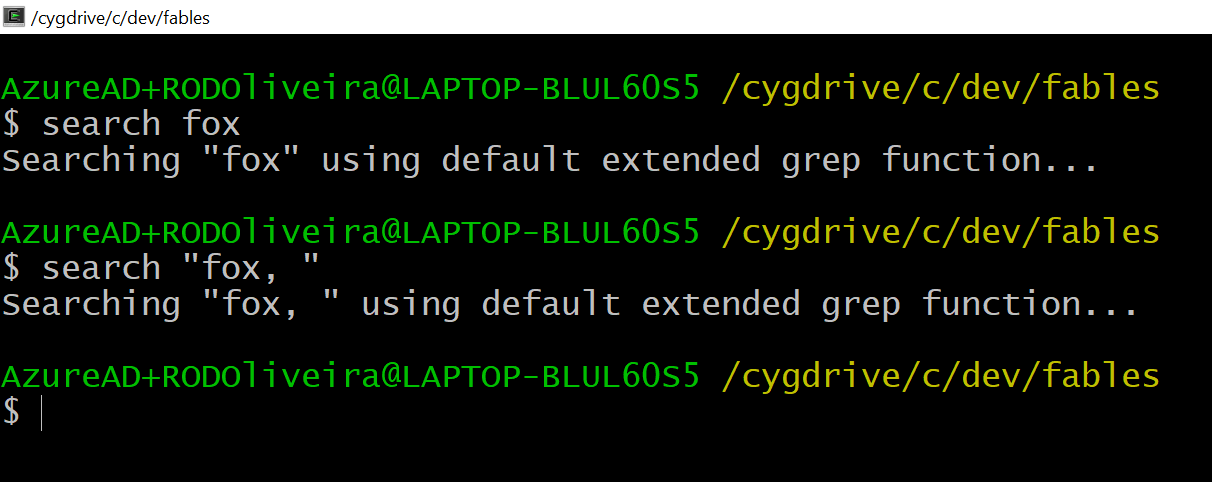 /cygdrive/c/dev/fables
AzureAD+RODOliveira@LAPTOP-BLUL6OS5 /cygdrive/c/dev/fables
$ search fox
Searching "fox" using default extended grep function...
AzureAD+RODOliveira@LAPTOP-BLUL6OS5 /cygdrive/c/dev/fables
$ search "fox, "
Searching "fox, " using default extended grep function...
AzureAD+RODOliveira@LAPTOP-BLUL6OS5 /cygdrive/c/dev/fables
$